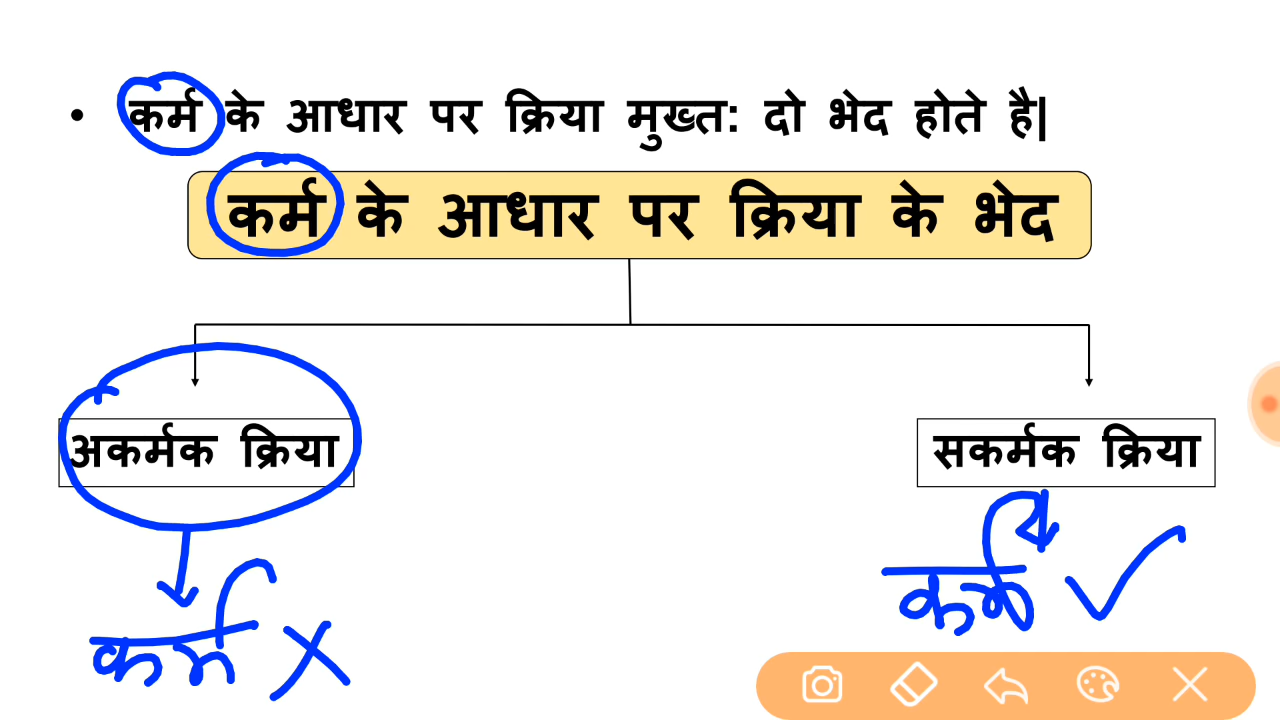 • कर्म के आधार पर क्रिया मुख्त: दो भेद होते है|
कर्म के आधार पर क्रिया के भेद
अकर्मक क्रिया सकर्मक क्रिया
कर्म कर्म